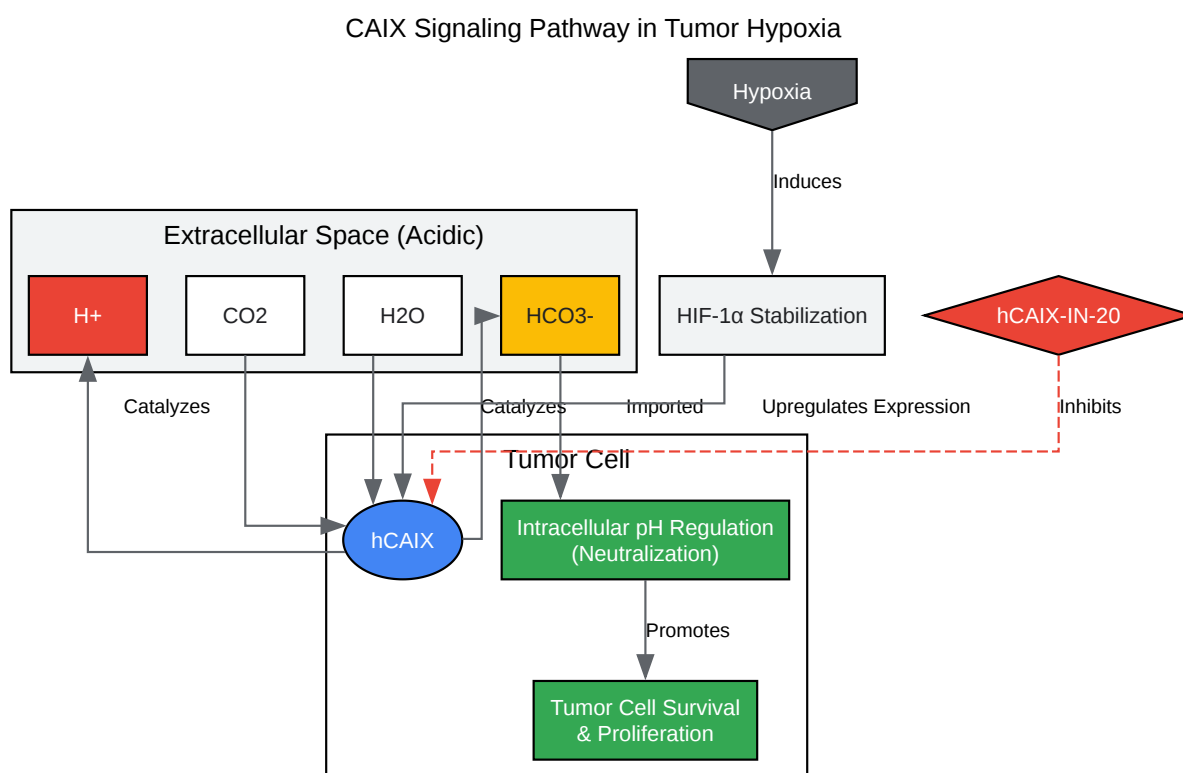 CAIX Signaling Pathway in Tumor Hypoxia
Hypoxia
Induces
Extracellular Space (Acidic)
H+
CO2
H2O
HCO3-
HIF-1α Stabilization
hCAIX-IN-20
Catalyzes
Catalyzes
Imported
Upregulates Expression
Inhibits
Tumor Cell
hCAIX
Intracellular pH Regulation
(Neutralization)
Promotes
Tumor Cell Survival
& Proliferation